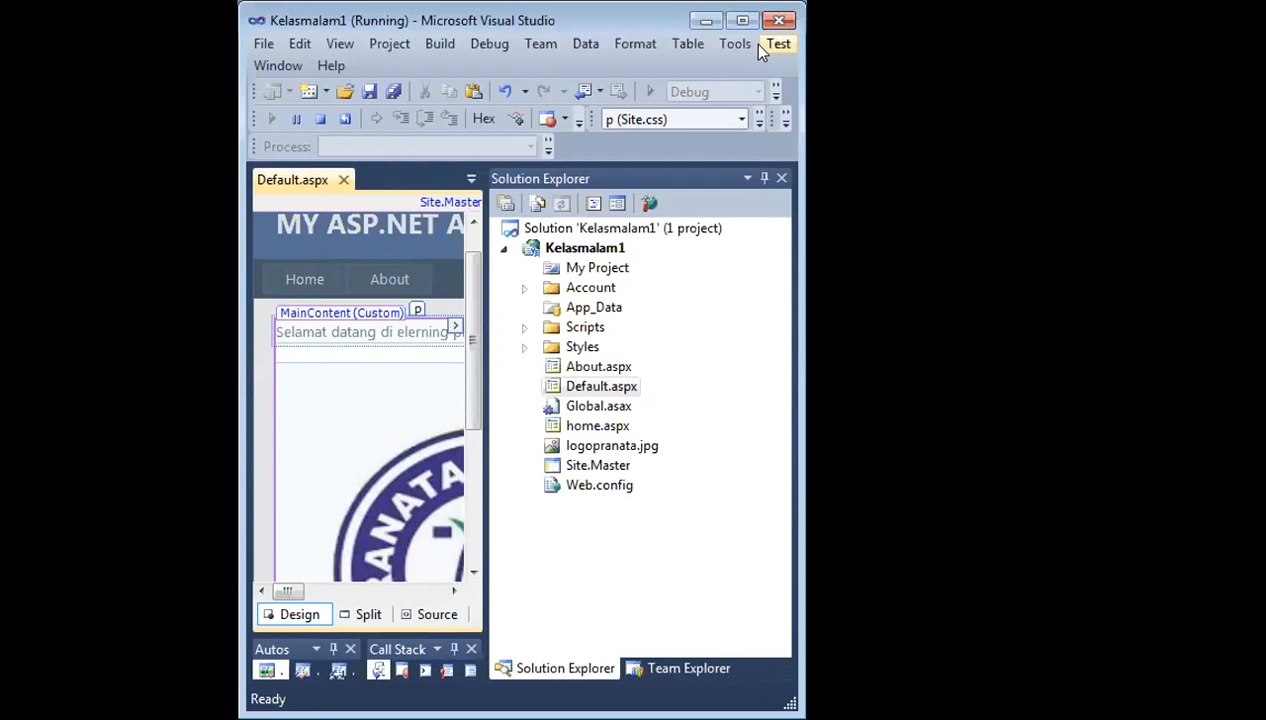 Kelasmalam1 (Running) - Microsoft Visual Studio
File Edit View Project Build Debug Team Data Format Table Tools Test
Window Help
Debug
Hex p (Site.css)
Process:
Default.aspx
Site.Master
MY ASP.NET A
Home About
MainContent (Custom) p
Selamat datang di elerning p
RANATA
Design Split Source
Autos Call Stack
Ready
Solution Explorer
Solution 'Kelasmalam1' (1 project)
Kelasmalam1
My Project
Account
App_Data
Scripts
Styles
About.aspx
Default.aspx
Global.asax
home.aspx
logopranata.jpg
Site.Master
Web.config
Solution Explorer Team Explorer